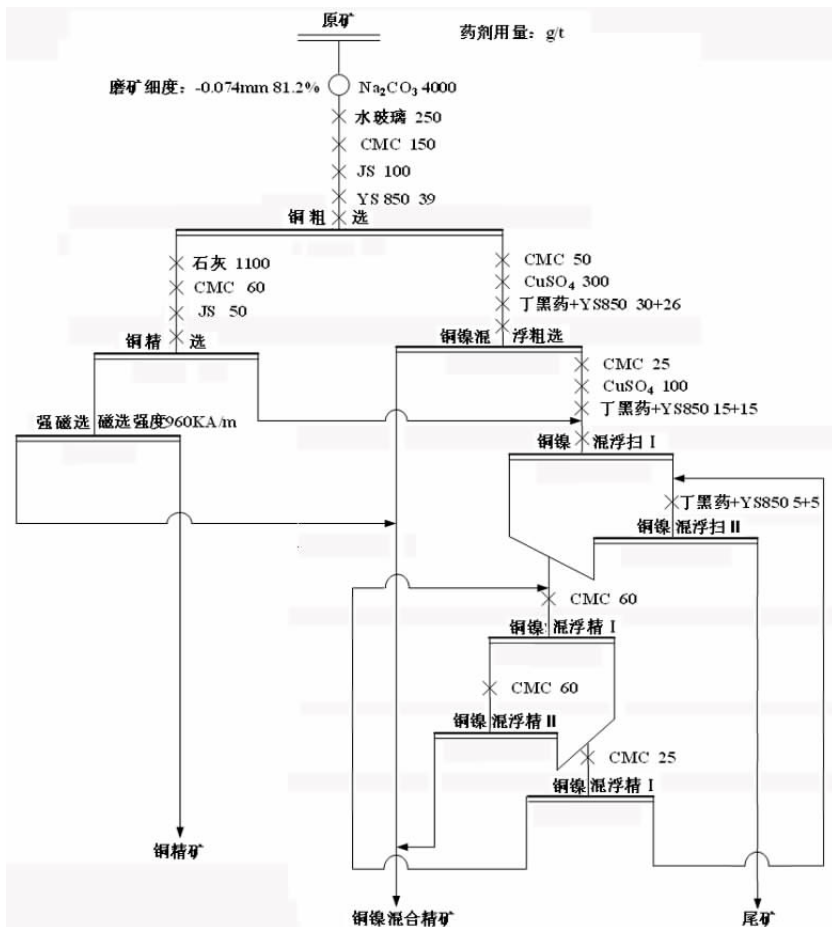 原矿
药剂用量：g/t
磨矿细度：-0.074mm 81.2%
Na₂CO₃ 4000
水玻璃 250
CMC 150
JS 100
YS 850 39
铜粗选
石灰 1100
CMC 60
JS 50
铜精选
CMC 50
CuSO₄ 300
丁黑药+YS850 30+26
铜镍混浮粗选
CMC 25
CuSO₄ 100
丁黑药+YS850 15+15
强磁选 磁选强度960KA/m
铜镍混浮扫 I
丁黑药+YS850 5+5
铜镍混浮扫 II
CMC 60
铜镍混浮精 I
CMC 60
铜镍混浮精 II
CMC 25
铜镍混浮精 I
铜精矿
铜镍混合精矿
尾矿